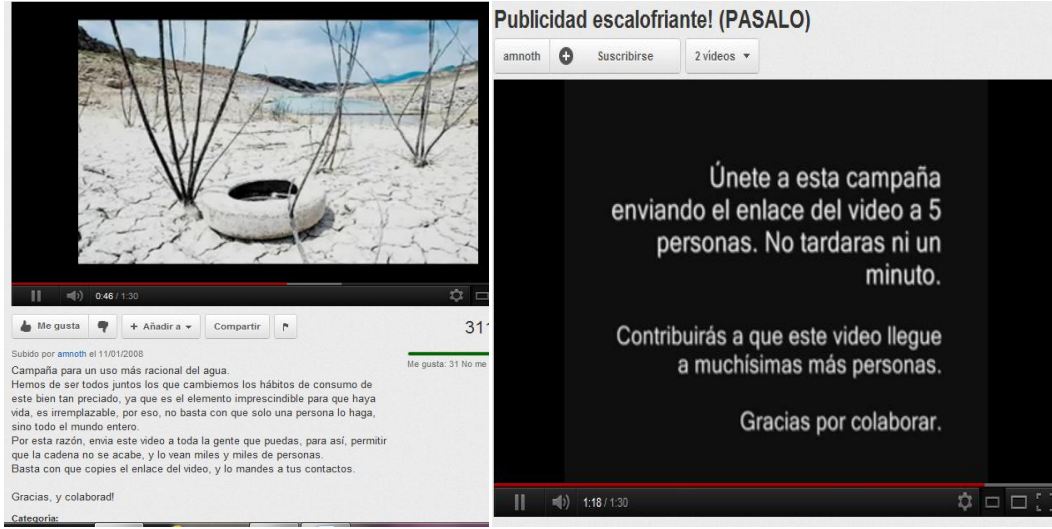 0:46 / 1:30
Me gusta
+ Añadir a
Compartir
311
Subido por amnoth el 11/01/2008
Me gusta: 31 No me
Campaña para un uso más racional del agua.
Hemos de ser todos juntos los que cambiemos los hábitos de consumo de
este bien tan preciado, ya que es el elemento imprescindible para que haya
vida, es irremplazable, por eso, no basta con que solo una persona lo haga,
sino todo el mundo entero.
Por esta razón, envia este video a toda la gente que puedas, para así, permitir
que la cadena no se acabe, y lo vean miles y miles de personas.
Basta con que copies el enlace del video, y lo mandes a tus contactos.
Gracias, y colaborad!
Categoría:
Publicidad escalofriante! (PASALO)
amnoth
Suscribirse
2 vídeos
Únete a esta campaña
enviando el enlace del video a 5
personas. No tardaras ni un
minuto.
Contribuirás a que este video llegue
a muchísimas más personas.
Gracias por colaborar.
1:18 / 1:30